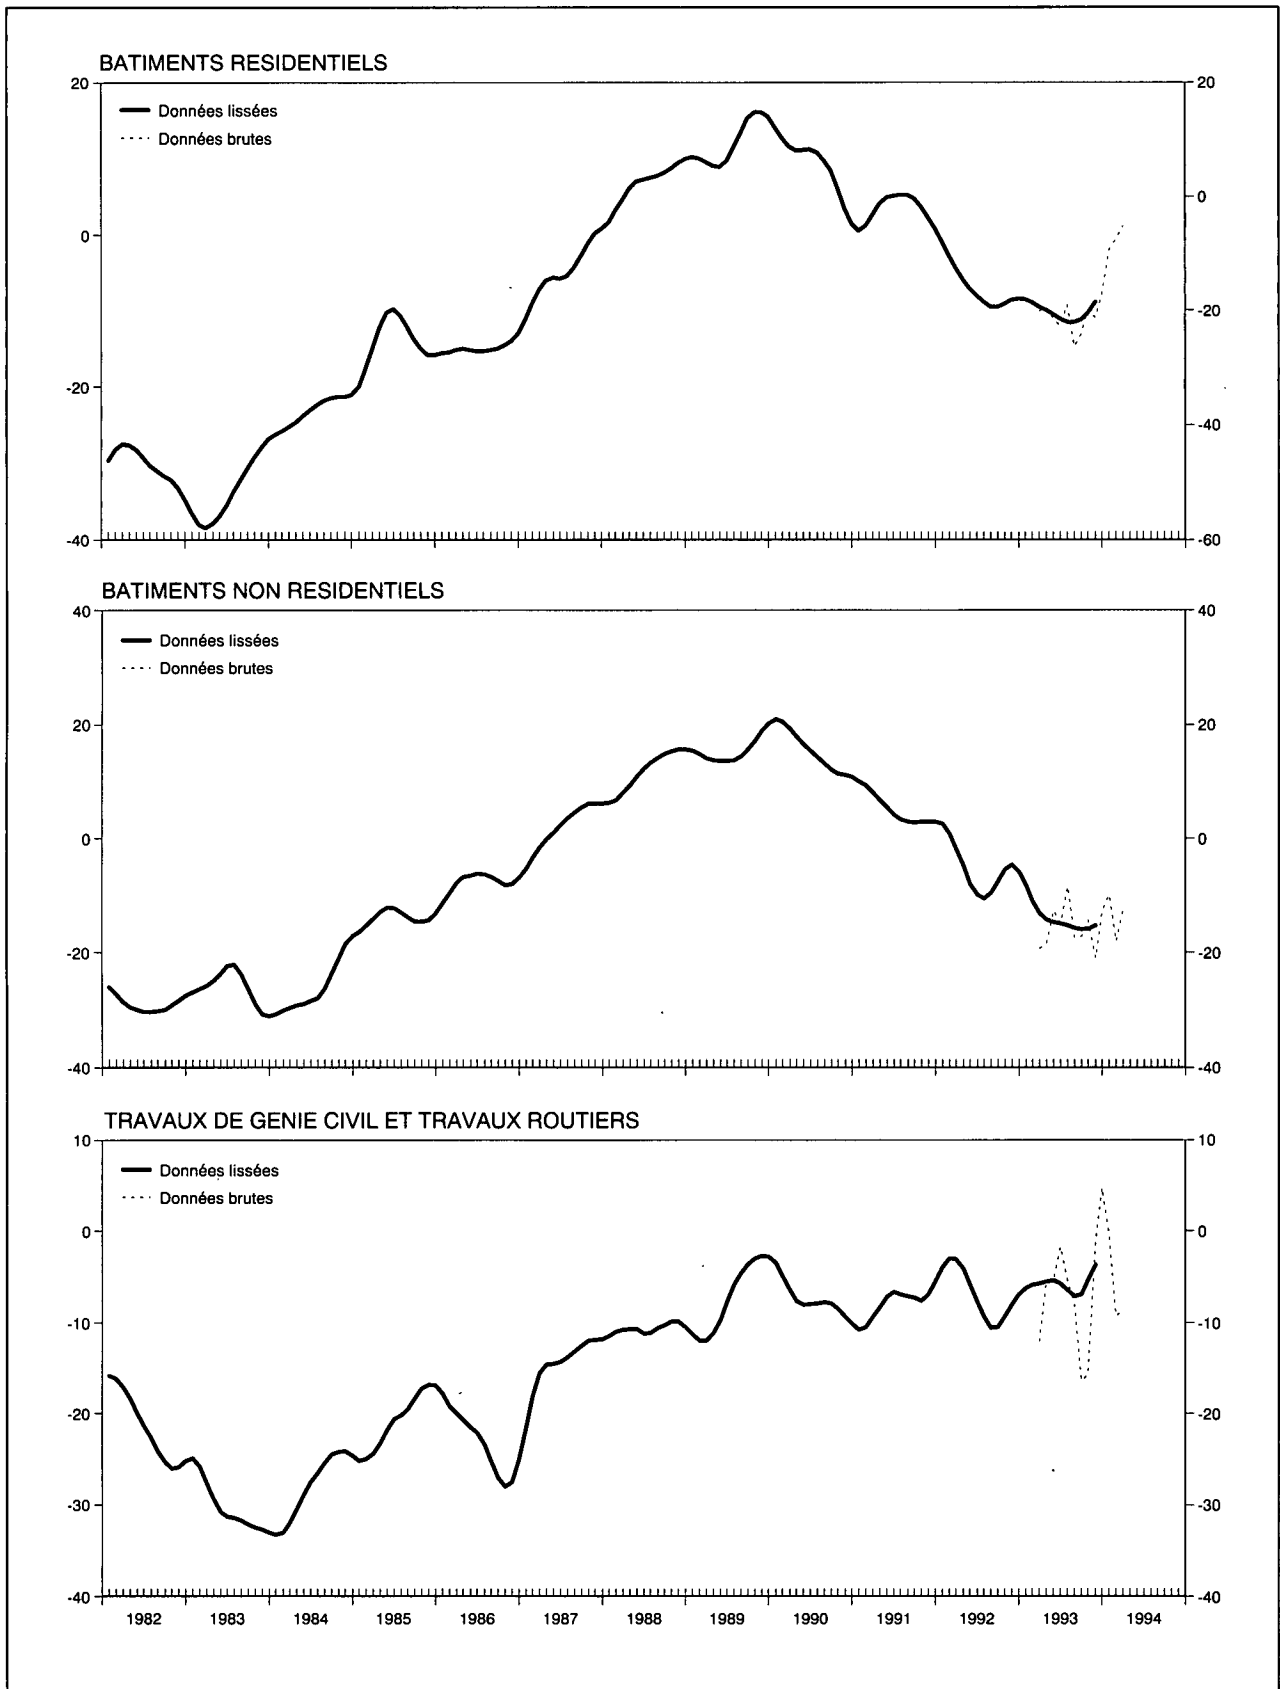 BATIMENTS RESIDENTIELS
20 20
Données lissées
Données brutes
0
0
-20
-20
-40
-40 -60
BATIMENTS NON RESIDENTIELS
40 40
Données lissées
Données brutes
20 20
0 0
-20 -20
-40 -40
TRAVAUX DE GENIE CIVIL ET TRAVAUX ROUTIERS
10 10
Données lissées
Données brutes
0 0
-10 -10
-20 -20
-30 -30
-40 -40
1982 1983 1984 1985 1986 1987 1988 1989 1990 1991 1992 1993 1994